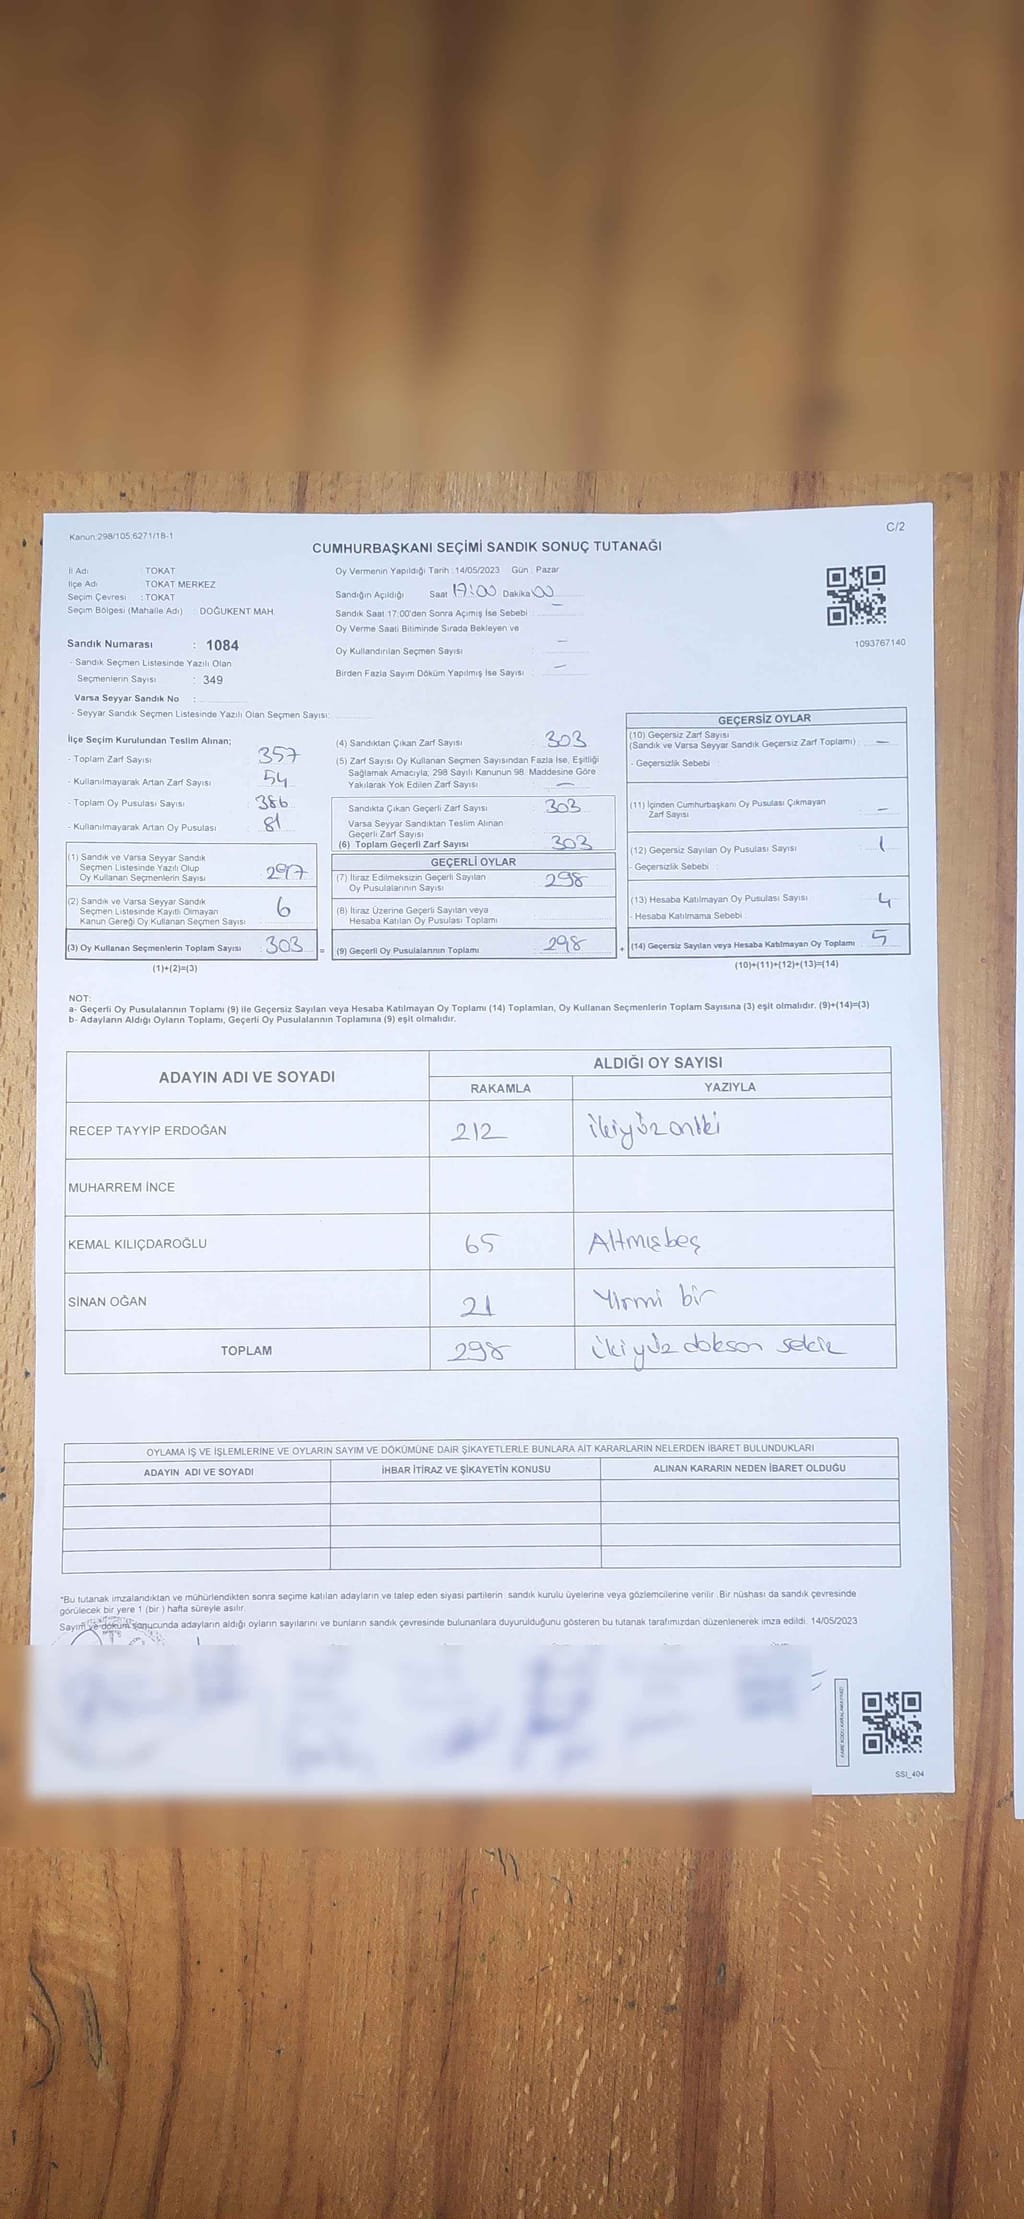 Kanun:298/105;6271/18-1
C/2
CUMHURBAŞKANI SEÇİMİ SANDIK SONUÇ TUTANAĞI
İl Adı : TOKAT
İlçe Adı : TOKAT MERKEZ
Seçim Çevresi : TOKAT
Seçim Bölgesi (Mahalle Adı) : DOĞUKENT MAH.
Oy Vermenin Yapıldığı Tarih :14/05/2023 Gün : Pazar
Sandığın Açıldığı Saat 17:00 Dakika 00
Sandık Saat 17:00'den Sonra Açımış İse Sebebi : —
Oy Verme Saati Bitiminde Sırada Bekleyen ve
Oy Kullandırılan Seçmen Sayısı : —
Birden Fazla Sayım Döküm Yapılmış İse Sayısı : —
1093767140
Sandık Numarası : 1084
- Sandık Seçmen Listesinde Yazılı Olan
Seçmenlerin Sayısı : 349
Varsa Seyyar Sandık No :
- Seyyar Sandık Seçmen Listesinde Yazılı Olan Seçmen Sayısı:
İlçe Seçim Kurulundan Teslim Alınan;
- Toplam Zarf Sayısı 357
- Kullanılmayarak Artan Zarf Sayısı 54
- Toplam Oy Pusulası Sayısı 386
- Kullanılmayarak Artan Oy Pusulası 81
(1) Sandık ve Varsa Seyyar Sandık
Seçmen Listesinde Yazılı Olup
Oy Kullanan Seçmenlerin Sayısı 297
(2) Sandık ve Varsa Seyyar Sandık
Seçmen Listesinde Kayıtlı Olmayan
Kanun Gereği Oy Kullanan Seçmen Sayısı 6
(3) Oy Kullanan Seçmenlerin Toplam Sayısı 303 =
(1)+(2)=(3)
(4) Sandıktan Çıkan Zarf Sayısı 303
(5) Zarf Sayısı Oy Kullanan Seçmen Sayısından Fazla İse, Eşitliği
Sağlamak Amacıyla; 298 Sayılı Kanunun 98. Maddesine Göre
Yakılarak Yok Edilen Zarf Sayısı —
Sandıkta Çıkan Geçerli Zarf Sayısı 303
Varsa Seyyar Sandıktan Teslim Alınan
Geçerli Zarf Sayısı
(6) Toplam Geçerli Zarf Sayısı 303
GEÇERLİ OYLAR
(7) İtiraz Edilmeksizin Geçerli Sayılan
Oy Pusulalarının Sayısı 298
(8) İtiraz Üzerine Geçerli Sayılan veya
Hesaba Katılan Oy Pusulası Toplamı
(9) Geçerli Oy Pusulalarının Toplamı 298 +
GEÇERSİZ OYLAR
(10) Geçersiz Zarf Sayısı
(Sandık ve Varsa Seyyar Sandık Geçersiz Zarf Toplamı) —
- Geçersizlik Sebebi :
(11) İçinden Cumhurbaşkanı Oy Pusulası Çıkmayan
Zarf Sayısı —
(12) Geçersiz Sayılan Oy Pusulası Sayısı 1
- Geçersizlik Sebebi :
(13) Hesaba Katılmayan Oy Pusulası Sayısı 4
- Hesaba Katılmama Sebebi :
(14) Geçersiz Sayılan veya Hesaba Katılmayan Oy Toplamı 5
(10)+(11)+(12)+(13)=(14)
NOT:
a- Geçerli Oy Pusulalarının Toplamı (9) ile Geçersiz Sayılan veya Hesaba Katılmayan Oy Toplamı (14) Toplamları, Oy Kullanan Seçmenlerin Toplam Sayısına (3) eşit olmalıdır. (9)+(14)=(3)
b- Adayların Aldığı Oyların Toplamı, Geçerli Oy Pusulalarının Toplamına (9) eşit olmalıdır.
ADAYIN ADI VE SOYADI
ALDIĞI OY SAYISI
RAKAMLA YAZIYLA
RECEP TAYYİP ERDOĞAN 212 ikiyüzoniki
MUHARREM İNCE
KEMAL KILIÇDAROĞLU 65 Altmışbeş
SİNAN OĞAN 21 Yirmi bir
TOPLAM 298 ikiyüz dokson sekiz
OYLAMA İŞ VE İŞLEMLERİNE VE OYLARIN SAYIM VE DÖKÜMÜNE DAİR ŞİKAYETLERLE BUNLARA AİT KARARLARIN NELERDEN İBARET BULUNDUKLARI
ADAYIN ADI VE SOYADI İHBAR İTİRAZ VE ŞİKAYETİN KONUSU ALINAN KARARIN NEDEN İBARET OLDUĞU
*Bu tutanak imzalandıktan ve mühürlendikten sonra seçime katılan adayların ve talep eden siyasi partilerin sandık kurulu üyelerine veya gözlemcilerine verilir. Bir nüshası da sandık çevresinde
görülecek bir yere 1 (bir ) hafta süreyle asılır.
Sayım ve döküm sonucunda adayların aldığı oyların sayılarını ve bunların sandık çevresinde bulunanlara duyurulduğunu gösteren bu tutanak tarafımızdan düzenlenerek imza edildi. 14/05/2023
SSI_404